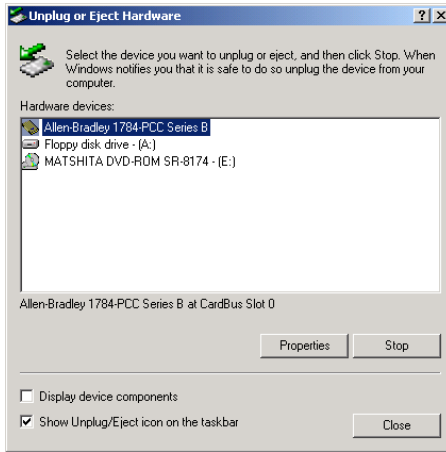 Unplug or Eject Hardware
Select the device you want to unplug or eject, and then click Stop. When
Windows notifies you that it is safe to do so unplug the device from your
computer.
Hardware devices:
Allen-Bradley 1784-PCC Series B
Floppy disk drive - (A:)
MATSHITA DVD-ROM SR-8174 - (E:)
Allen-Bradley 1784-PCC Series B at CardBus Slot 0
Properties Stop
Display device components
Show Unplug/Eject icon on the taskbar
Close